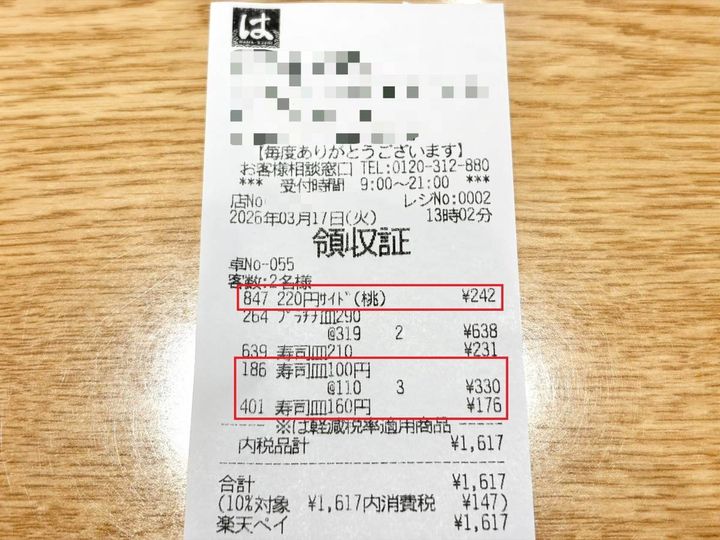 は
【毎度ありがとうございます】
お客様相談窓口 TEL:0120-312-880
*** 受付時間 9:00〜21:00 ***
店No レジNo:0002
2026年03月17日(火) 13時02分
領収証
卓No-055
客数:2名様
847 220円ｻｲﾄﾞ(桃) ¥242
264 ﾌﾟﾗﾁﾅ皿290
@319 2 ¥638
639 寿司皿210 ¥231
186 寿司皿100円
@110 3 ¥330
401 寿司皿160円 ¥176
※は軽減税率適用商品
内税品計 ¥1,617
合計 ¥1,617
(10%対象 ¥1,617内消費税 ¥147)
楽天ペイ ¥1,617